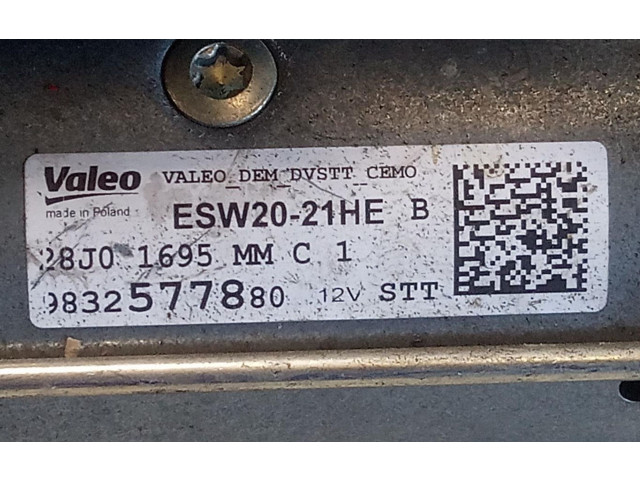 Valeo VALEO_DEM_DVSTT_CEMO
made in Poland ESW20-21HE B
28J0 1695 MM C 1
9832577880 12V STT